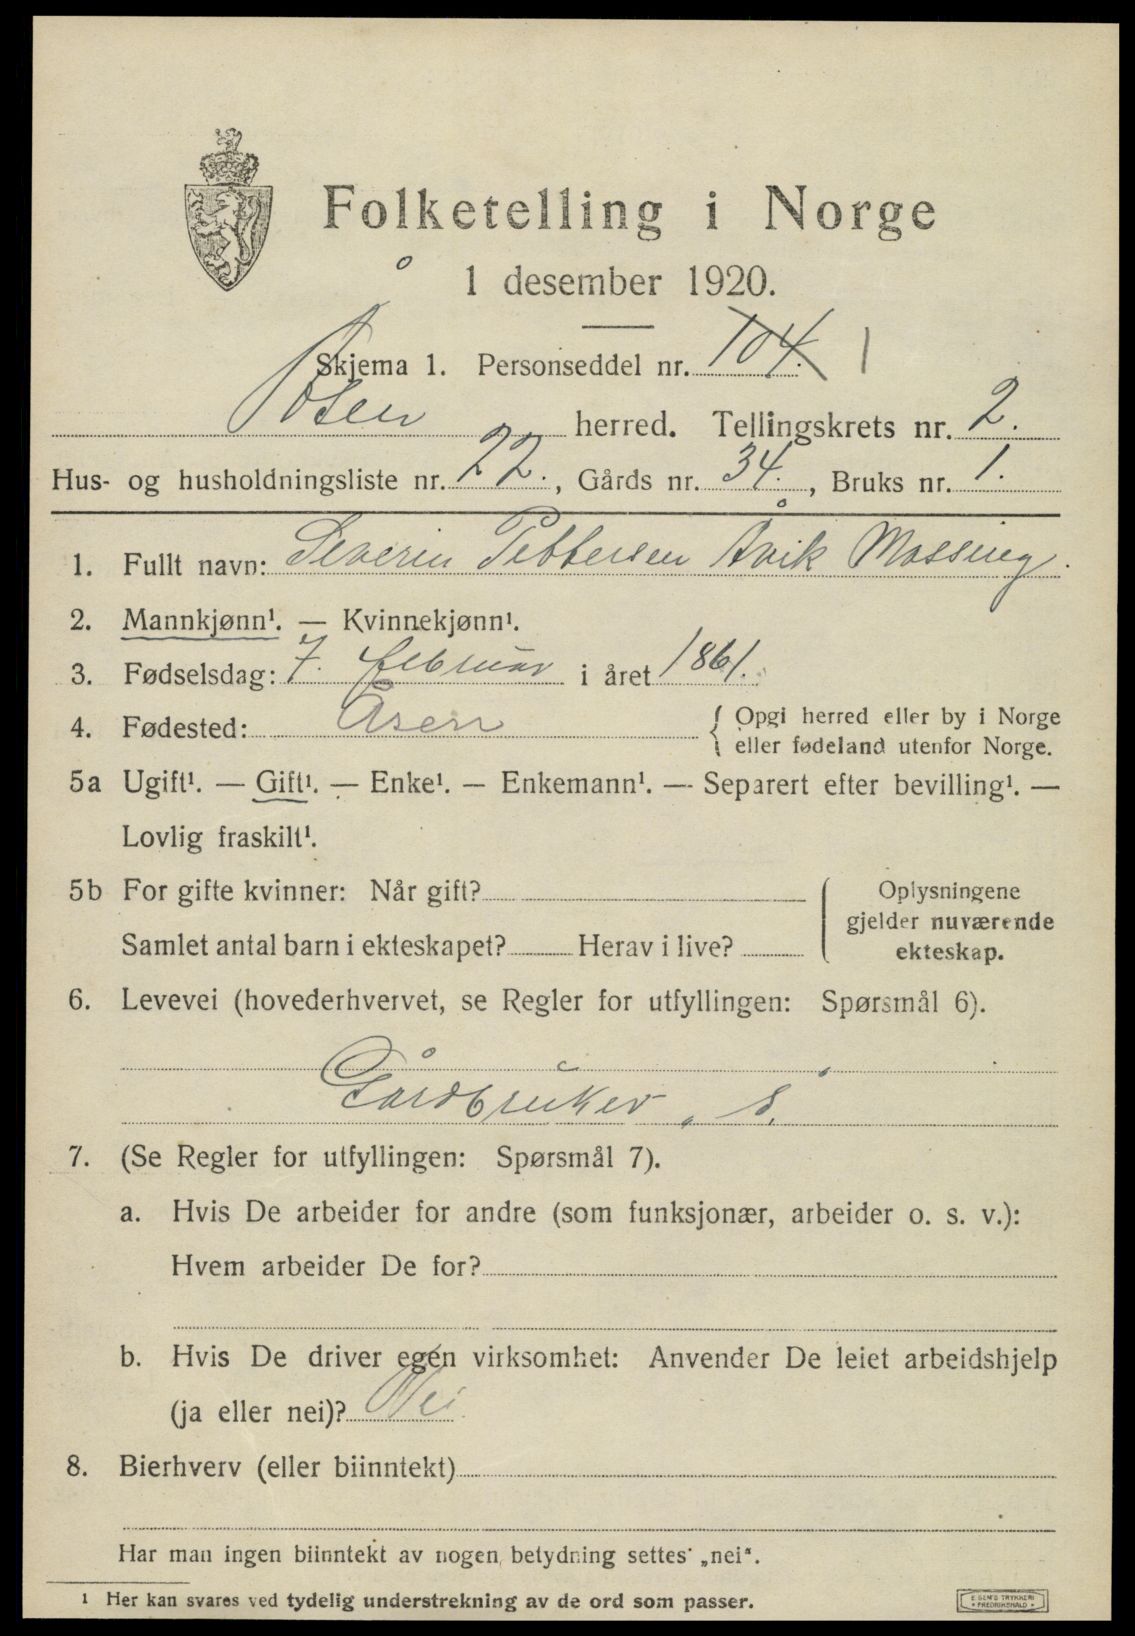 Folketelling i Norge
1 desember 1920.
Skjema 1. Personseddel nr. 104. 1
Åsen herred. Tellingskrets nr. 2.
Hus- og husholdningsliste nr. 22., Gårds nr. 34., Bruks nr. 1.
1. Fullt navn: Severin Pettersen Åvik Mossing.
2. Mannkjønn¹. — Kvinnekjønn¹.
3. Fødselsdag: 7. februar i året 1861.
4. Fødested: Åsen { Opgi herred eller by i Norge
eller fødeland utenfor Norge.
5a Ugift¹. — Gift¹. — Enke¹. — Enkemann¹. — Separert efter bevilling¹. —
Lovlig fraskilt¹.
5b For gifte kvinner: Når gift? { Oplysningene
gjelder nuværende
Samlet antal barn i ekteskapet? Herav i live? ekteskap.
6. Levevei (hovederhvervet, se Regler for utfyllingen: Spørsmål 6).
Gårdbruker, s.
7. (Se Regler for utfyllingen: Spørsmål 7).
a. Hvis De arbeider for andre (som funksjonær, arbeider o. s. v.):
Hvem arbeider De for?
b. Hvis De driver egen virksomhet: Anvender De leiet arbeidshjelp
(ja eller nei)? Nei.
8. Bierhverv (eller biinntekt)
Har man ingen biinntekt av nogen betydning settes „nei".
1 Her kan svares ved tydelig understrekning av de ord som passer.